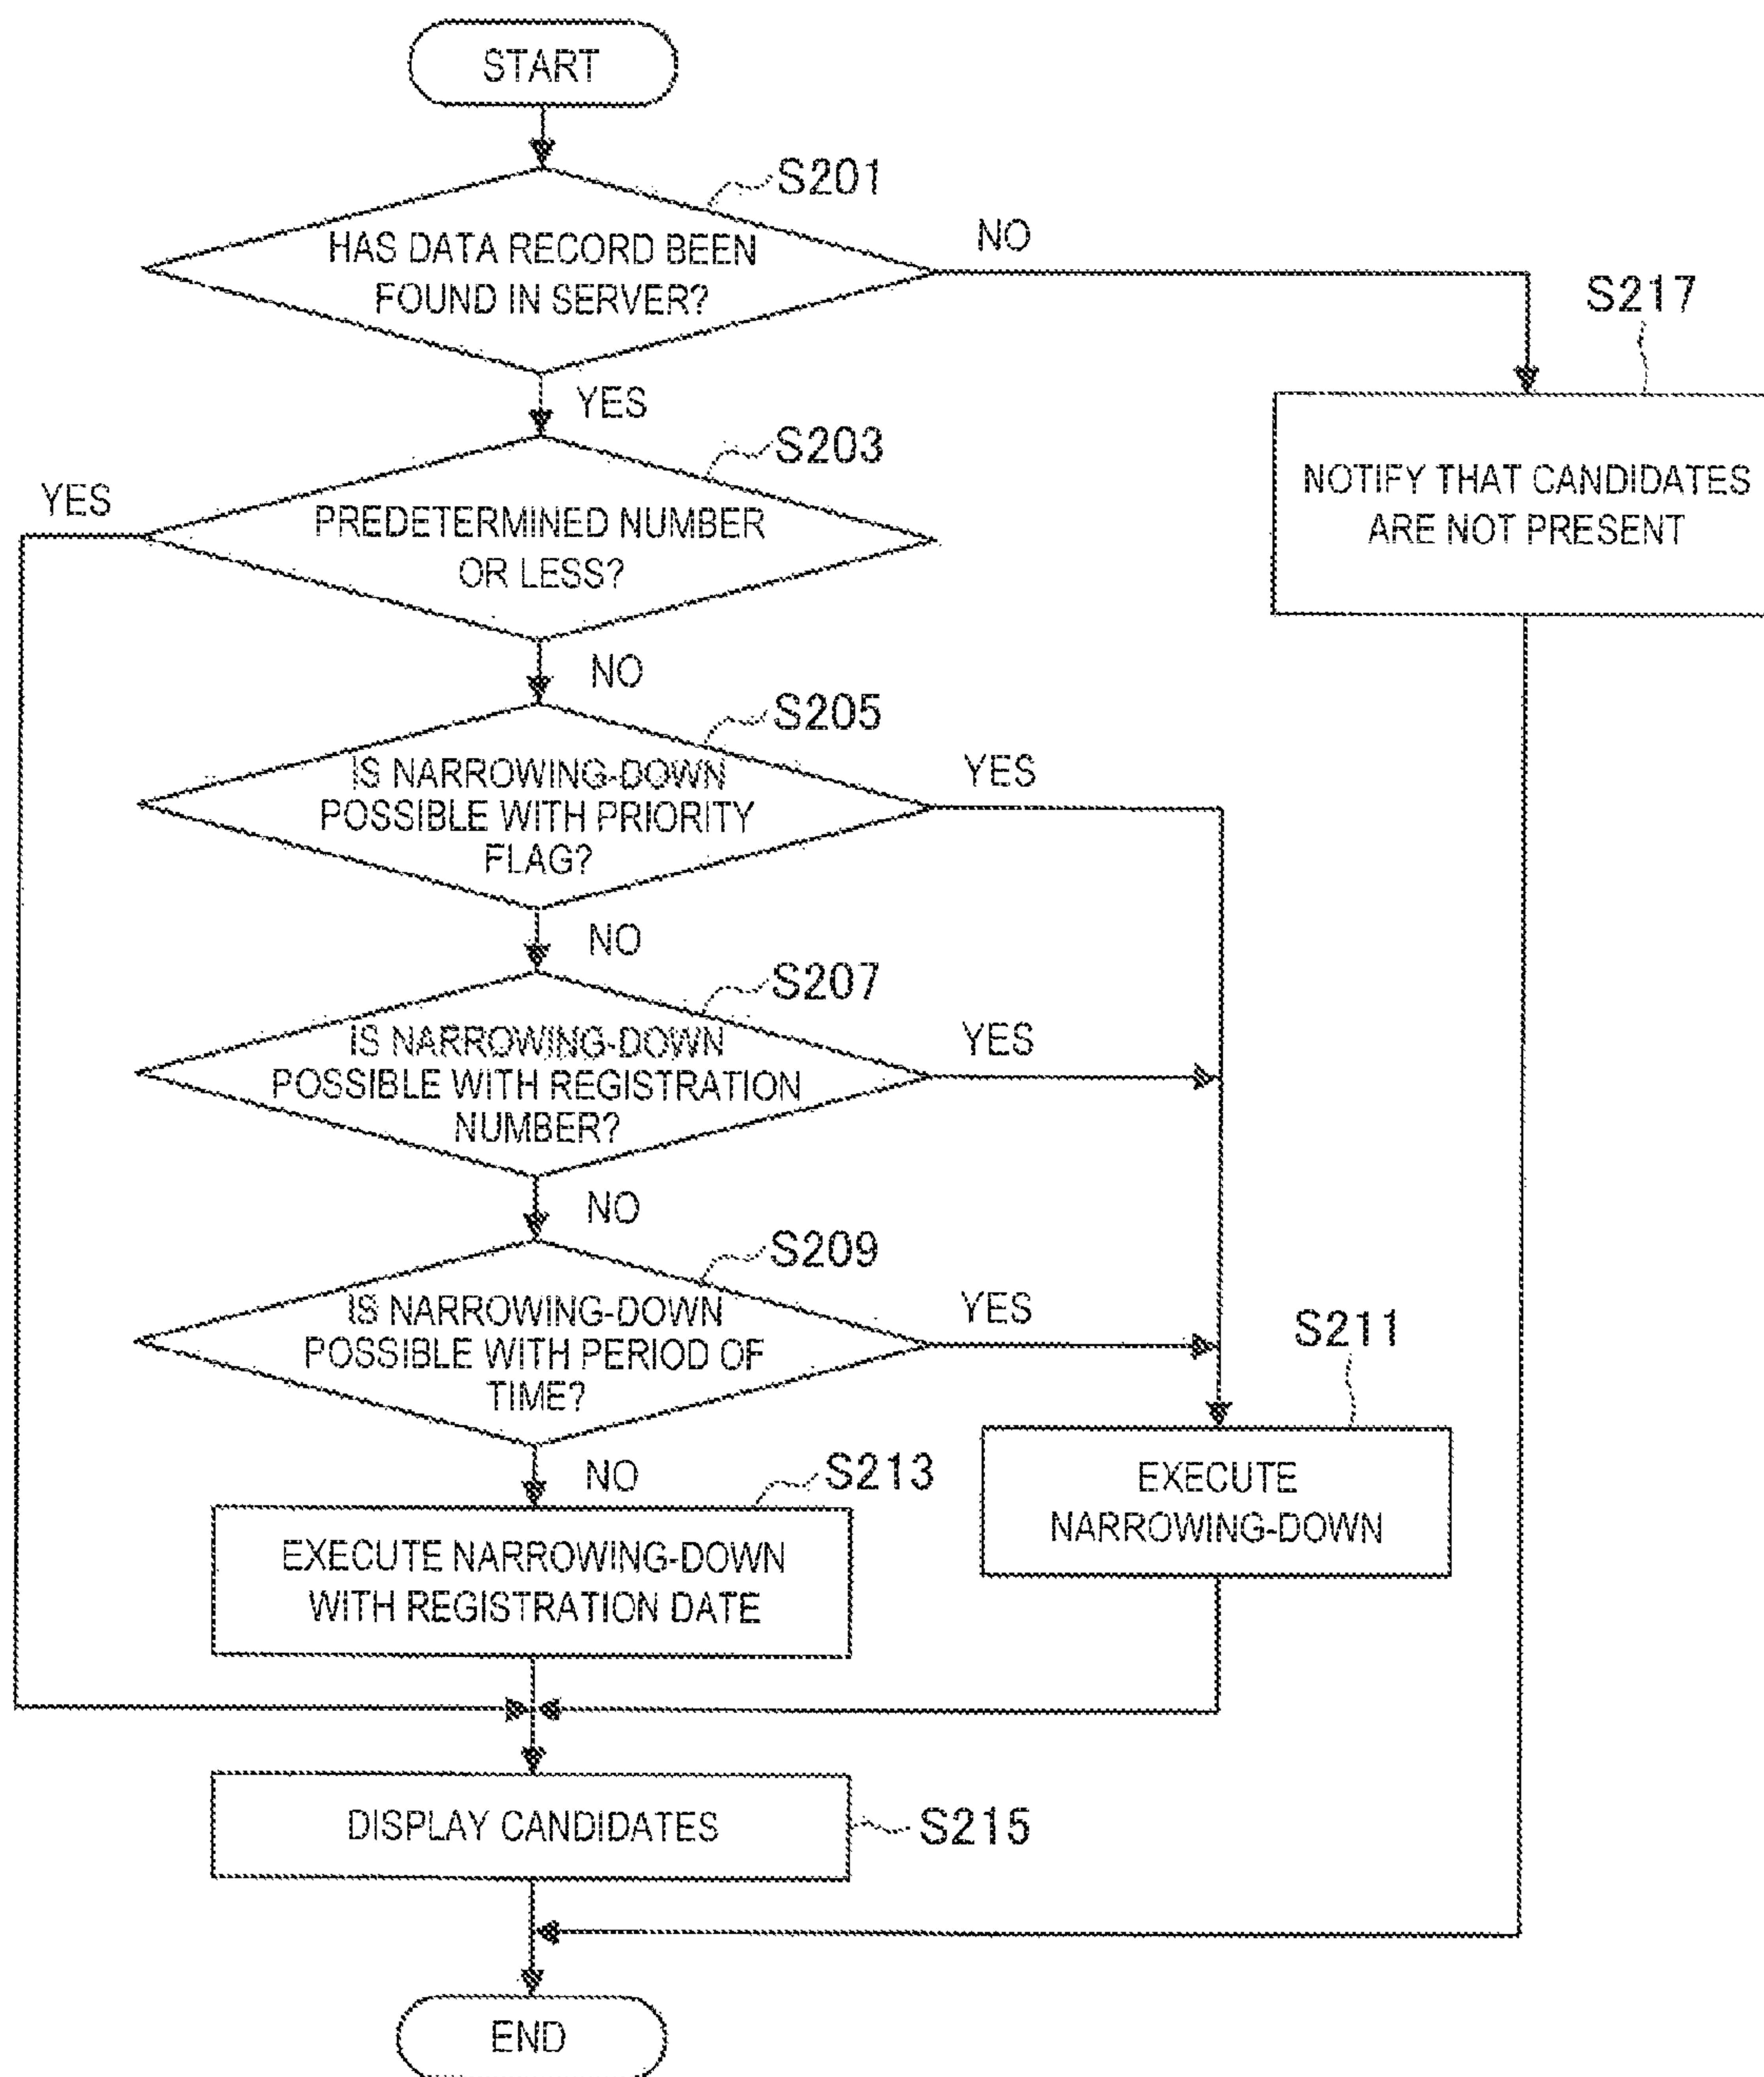 START
S201
HAS DATA RECORD BEEN
FOUND IN SERVER?
NO
S217
NOTIFY THAT CANDIDATES
ARE NOT PRESENT
YES
S203
YES
PREDETERMINED NUMBER
OR LESS?
NO
S205
IS NARROWING-DOWN
POSSIBLE WITH PRIORITY
FLAG?
YES
NO
S207
IS NARROWING-DOWN
POSSIBLE WITH REGISTRATION
NUMBER?
YES
NO
S209
IS NARROWING-DOWN
POSSIBLE WITH PERIOD OF
TIME?
YES
S211
EXECUTE
NARROWING-DOWN
NO
S213
EXECUTE NARROWING-DOWN
WITH REGISTRATION DATE
DISPLAY CANDIDATES
S215
END